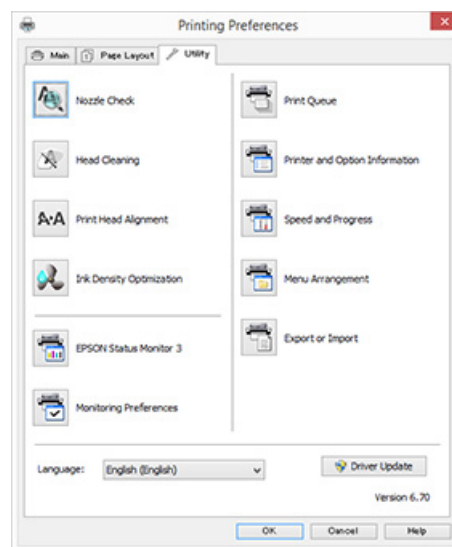 Printing Preferences
Main
Page Layout
Utility
Nozzle Check
Head Cleaning
A·A
Print Head Alignment
Ink Density Optimization
EPSON Status Monitor 3
Monitoring Preferences
Print Queue
Printer and Option Information
Speed and Progress
Menu Arrangement
Export or Import
Language:
English (English)
Driver Update
Version 6.70
OK
Cancel
Help